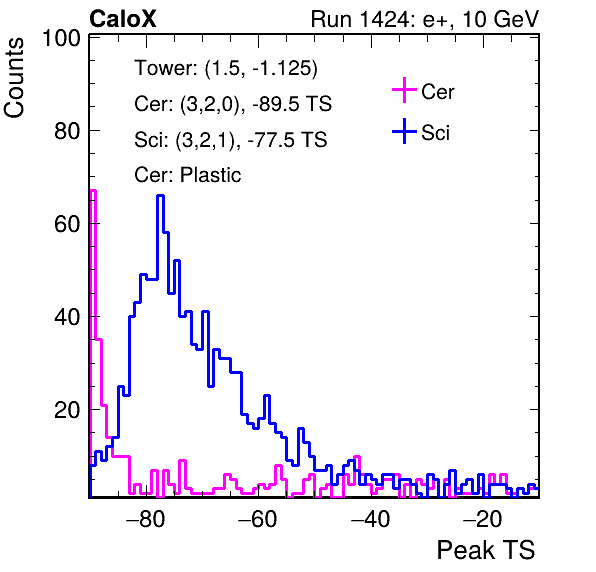 CaloX Run 1424: e+, 10 GeV
Counts
100
80
60
40
20
Tower: (1.5, -1.125)
Cer: (3,2,0), -89.5 TS
Sci: (3,2,1), -77.5 TS
Cer: Plastic
Cer
Sci
−80 −60 −40 −20
Peak TS